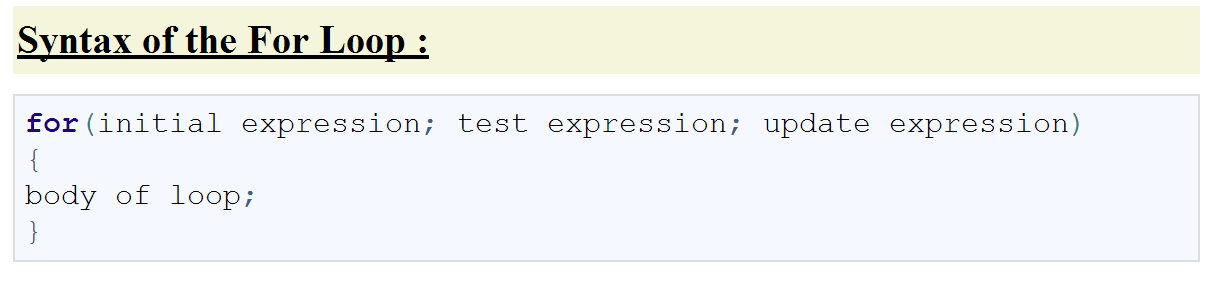 Syntax of the For Loop :
for(initial expression; test expression; update expression)
{
body of loop;
}